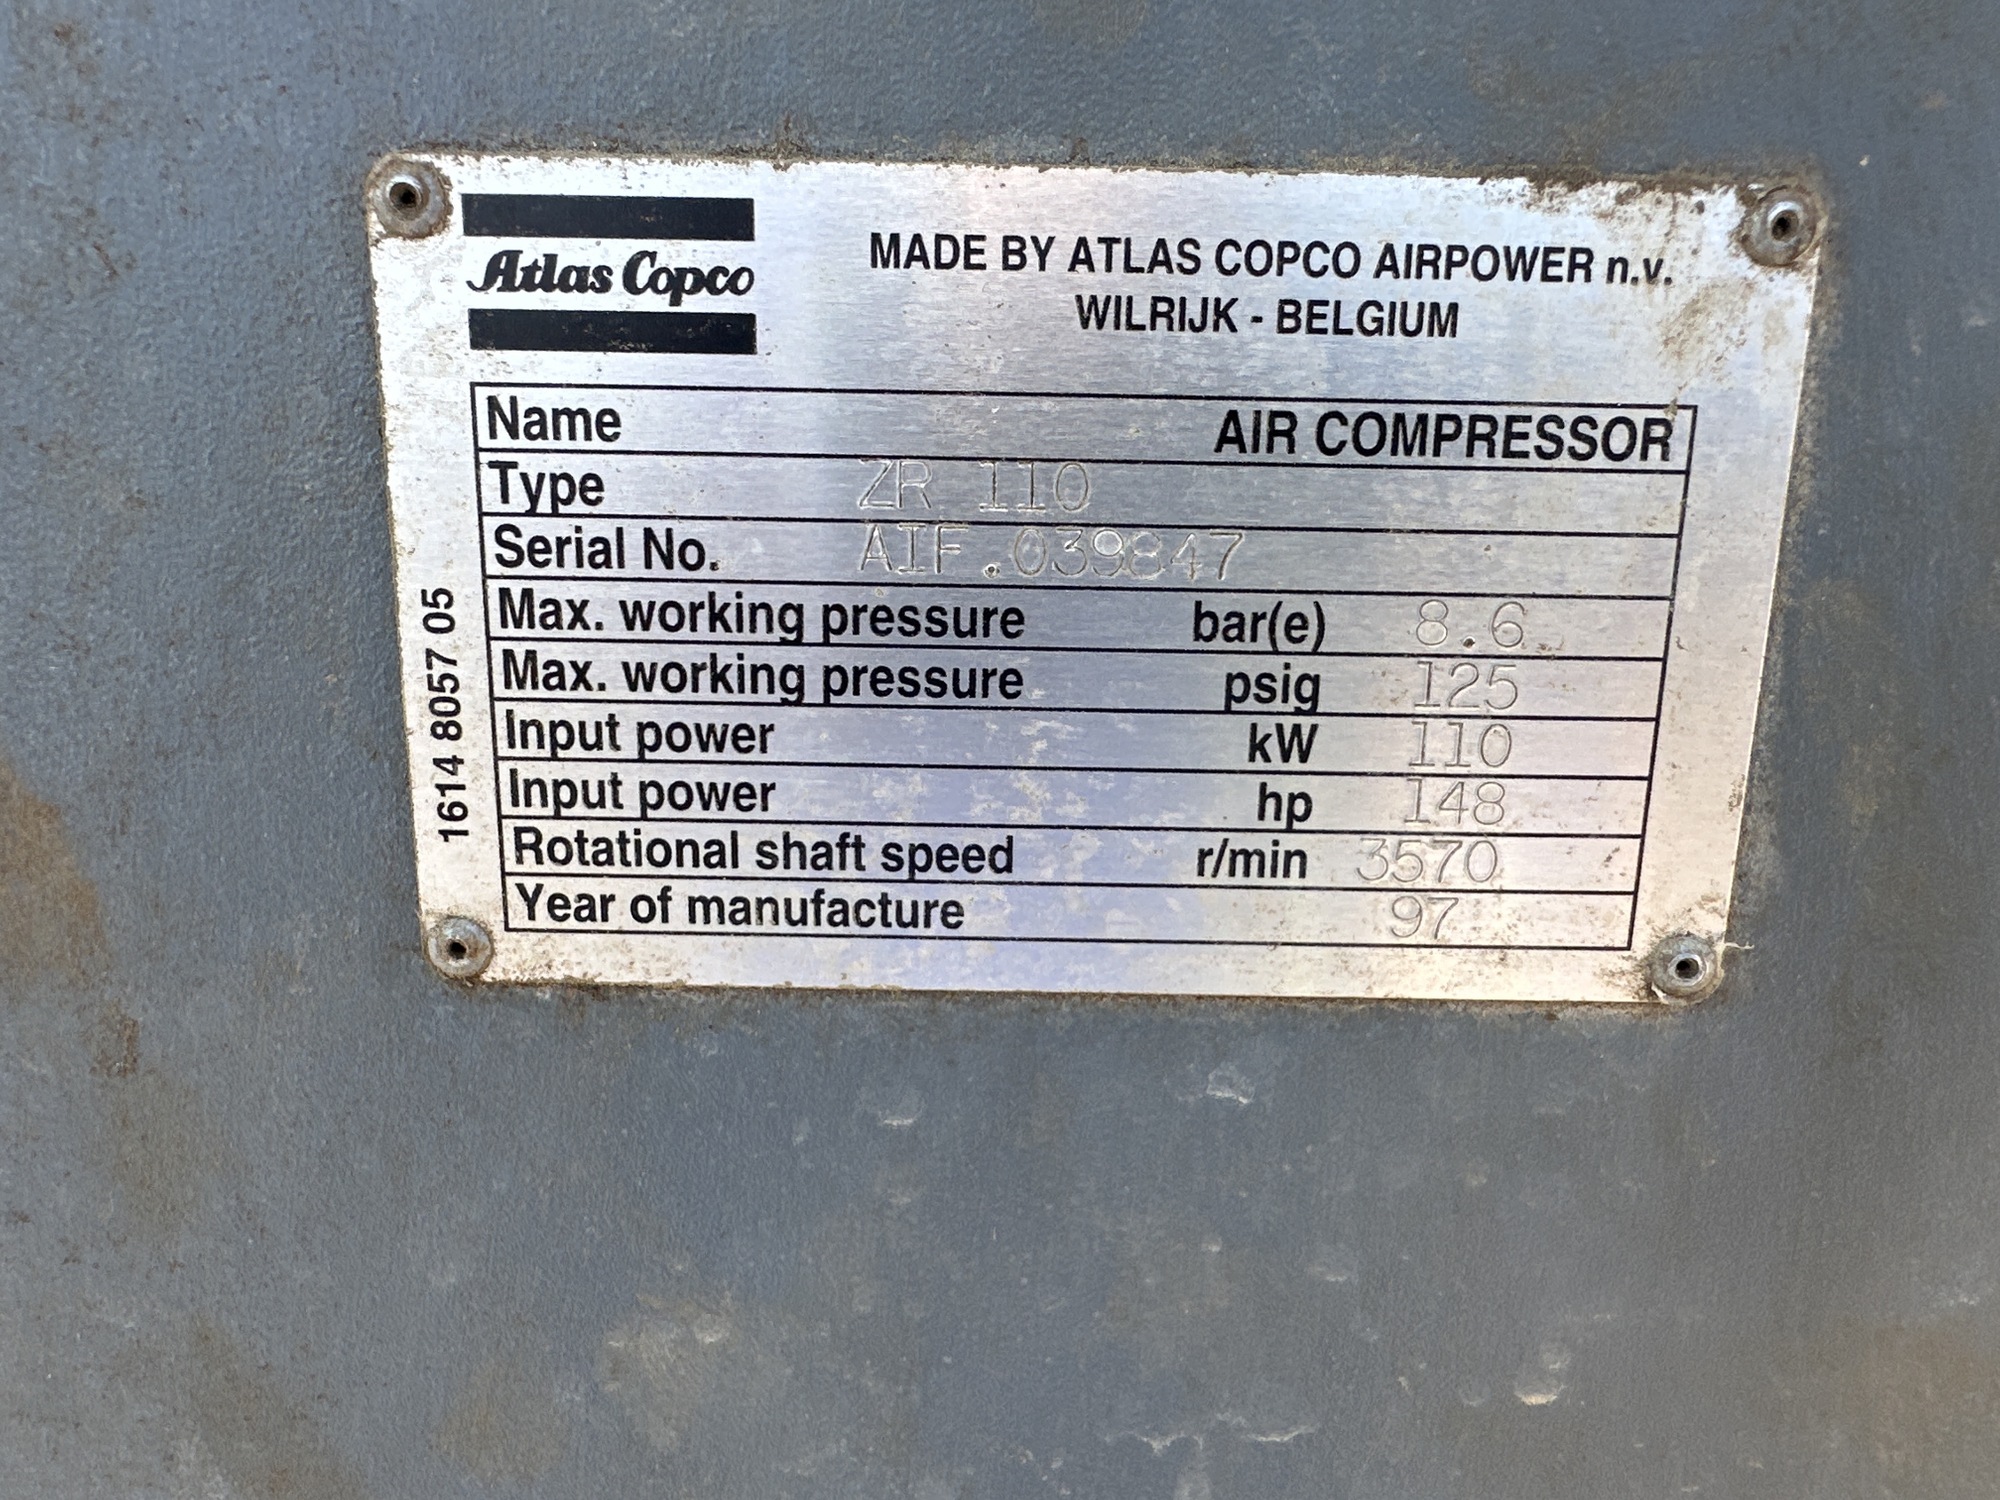 Atlas Copco
MADE BY ATLAS COPCO AIRPOWER n.v.
WILRIJK - BELGIUM
Name AIR COMPRESSOR
Type ZR 110
Serial No. AIF.039847
Max. working pressure bar(e) 8.6
Max. working pressure psig 125
Input power kW 110
Input power hp 148
Rotational shaft speed r/min 3570
Year of manufacture 97
1614 8057 05